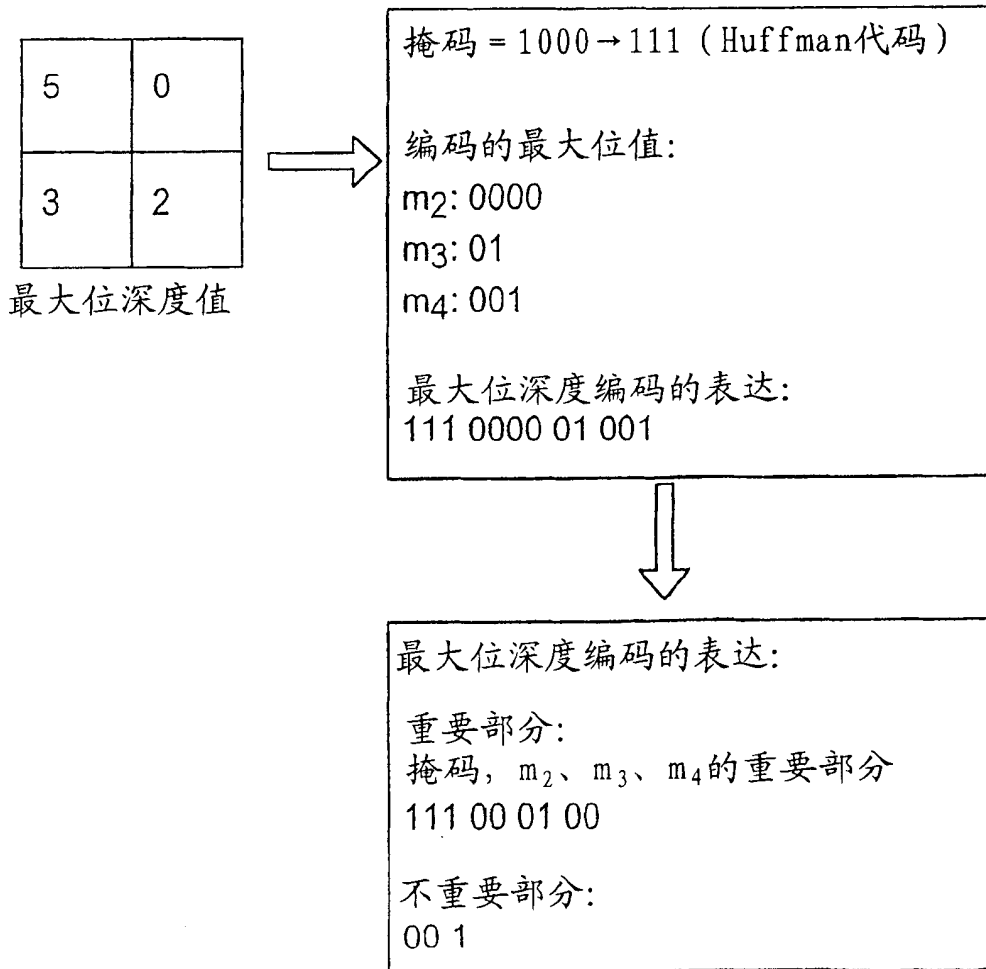 5 0
3 2
最大位深度值
掩码 = 1000→111 (Huffman代码)
编码的最大位值:
m2: 0000
m3: 01
m4: 001
最大位深度编码的表达:
111 0000 01 001
最大位深度编码的表达:
重要部分:
掩码, m₂、m₃、m₄的重要部分
111 00 01 00
不重要部分:
00 1